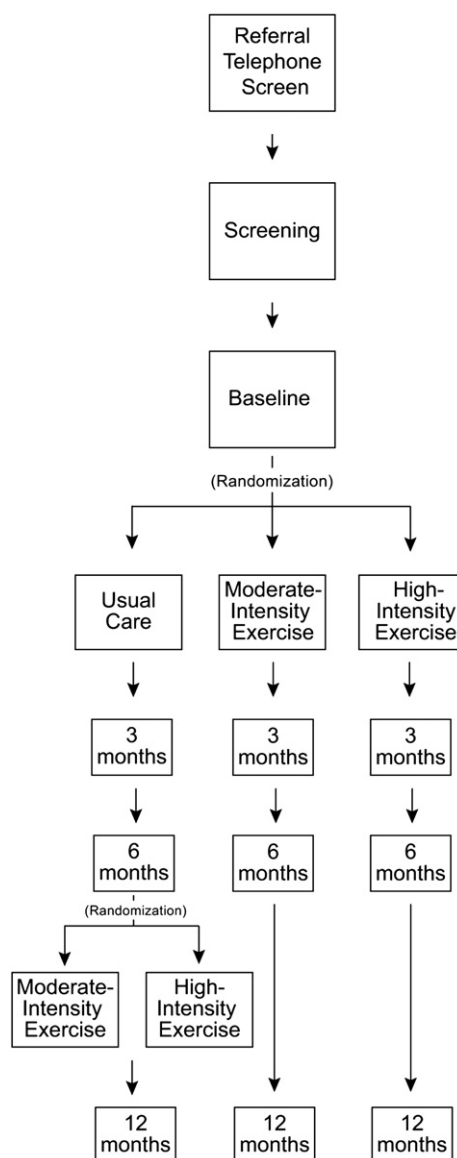 Referral
Telephone
Screen
Screening
Baseline
(Randomization)
Usual
Care
Moderate-
Intensity
Exercise
High-
Intensity
Exercise
3
months
3
months
3
months
6
months
6
months
6
months
(Randomization)
Moderate-
Intensity
Exercise
High-
Intensity
Exercise
12
months
12
months
12
months